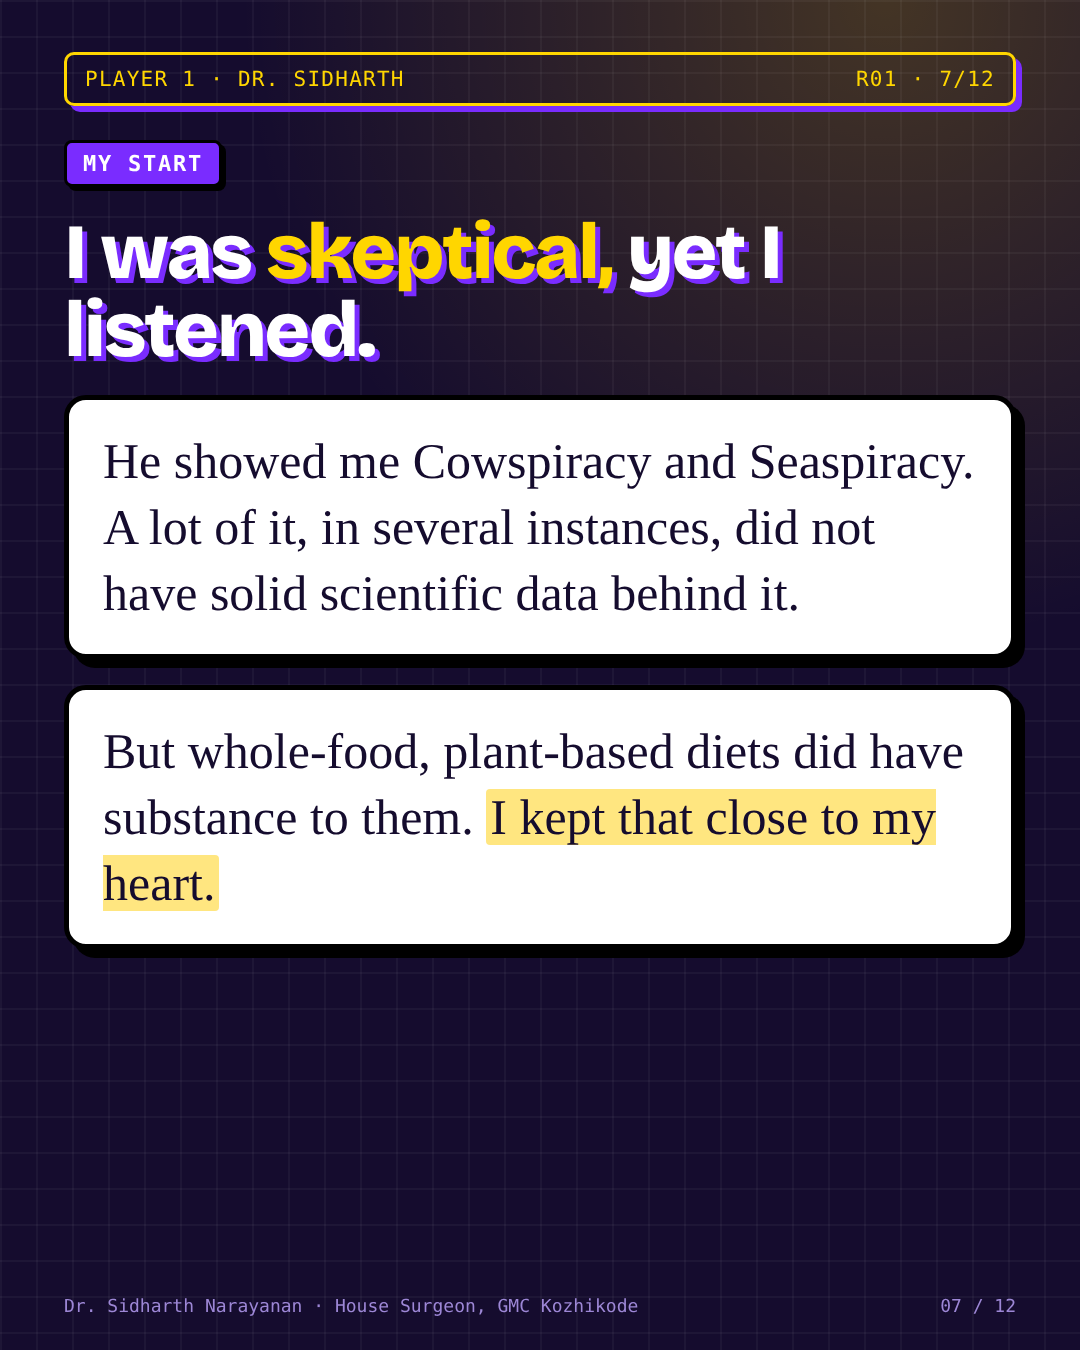 PLAYER 1 · DR. SIDHARTH
R01 · 7/12
MY START
I was skeptical, yet I
listened.
He showed me Cowspiracy and Seaspiracy.
A lot of it, in several instances, did not
have solid scientific data behind it.
But whole-food, plant-based diets did have
substance to them. I kept that close to my
heart.
Dr. Sidharth Narayanan · House Surgeon, GMC Kozhikode
07 / 12